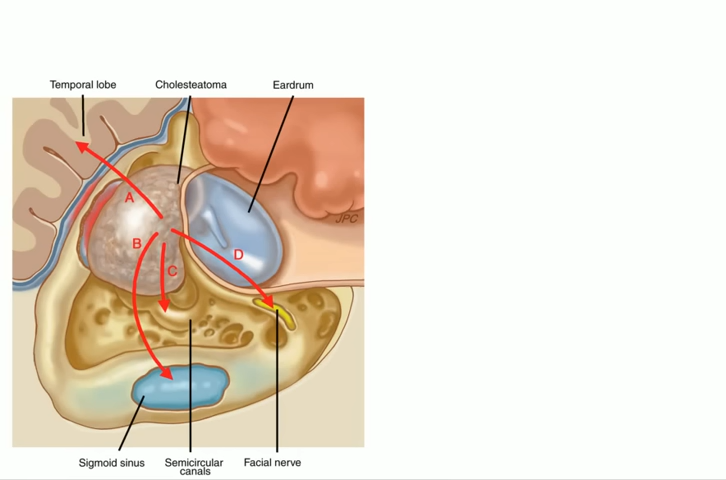 Temporal lobe
Cholesteatoma
Eardrum
A
B
C
D
JPC
Sigmoid sinus
Semicircular
canals
Facial nerve